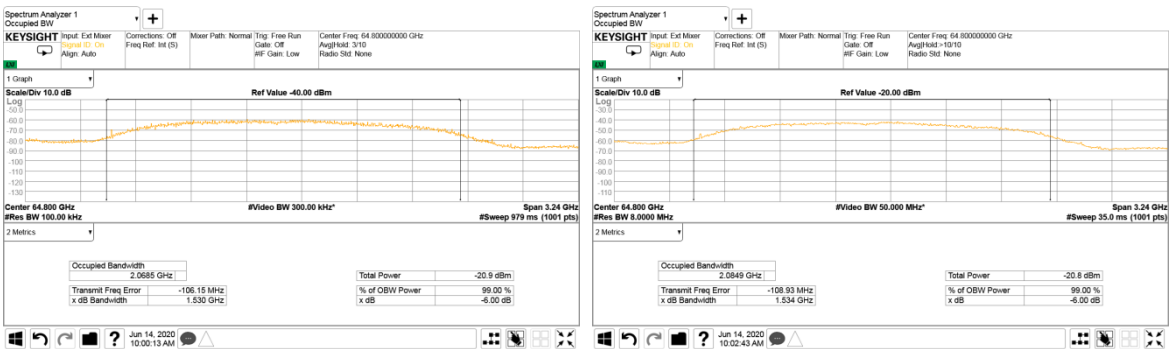 Spectrum Analyzer 1
Occupied BW
KEYSIGHT
Input: Ext Mixer
Signal ID: On
Align: Auto
Corrections: Off
Freq Ref: Int (S)
Mixer Path: Normal
Trig: Free Run
Gate: Off
#IF Gain: Low
Center Freq: 64.800000000 GHz
Avg|Hold: 3/10
Radio Std: None
LV
1 Graph
Scale/Div 10.0 dB
Ref Value -40.00 dBm
Log
-50.0
-60.0
-70.0
-80.0
-90.0
-100
-110
-120
-130
Center 64.800 GHz
#Video BW 300.00 kHz*
Span 3.24 GHz
#Res BW 100.00 kHz
#Sweep 979 ms (1001 pts)
2 Metrics
Occupied Bandwidth
2.0685 GHz
Transmit Freq Error -106.15 MHz
x dB Bandwidth 1.530 GHz
Total Power -20.9 dBm
% of OBW Power 99.00 %
x dB -6.00 dB
?
Jun 14, 2020
10:00:13 AM
Spectrum Analyzer 1
Occupied BW
KEYSIGHT
Input: Ext Mixer
Signal ID: On
Align: Auto
Corrections: Off
Freq Ref: Int (S)
Mixer Path: Normal
Trig: Free Run
Gate: Off
#IF Gain: Low
Center Freq: 64.800000000 GHz
Avg|Hold:>10/10
Radio Std: None
LV
1 Graph
Scale/Div 10.0 dB
Ref Value -20.00 dBm
Log
-30.0
-40.0
-50.0
-60.0
-70.0
-80.0
-90.0
-100
-110
Center 64.800 GHz
#Video BW 50.000 MHz*
Span 3.24 GHz
#Res BW 8.0000 MHz
#Sweep 35.0 ms (1001 pts)
2 Metrics
Occupied Bandwidth
2.0849 GHz
Transmit Freq Error -108.93 MHz
x dB Bandwidth 1.534 GHz
Total Power -20.8 dBm
% of OBW Power 99.00 %
x dB -6.00 dB
?
Jun 14, 2020
10:02:43 AM